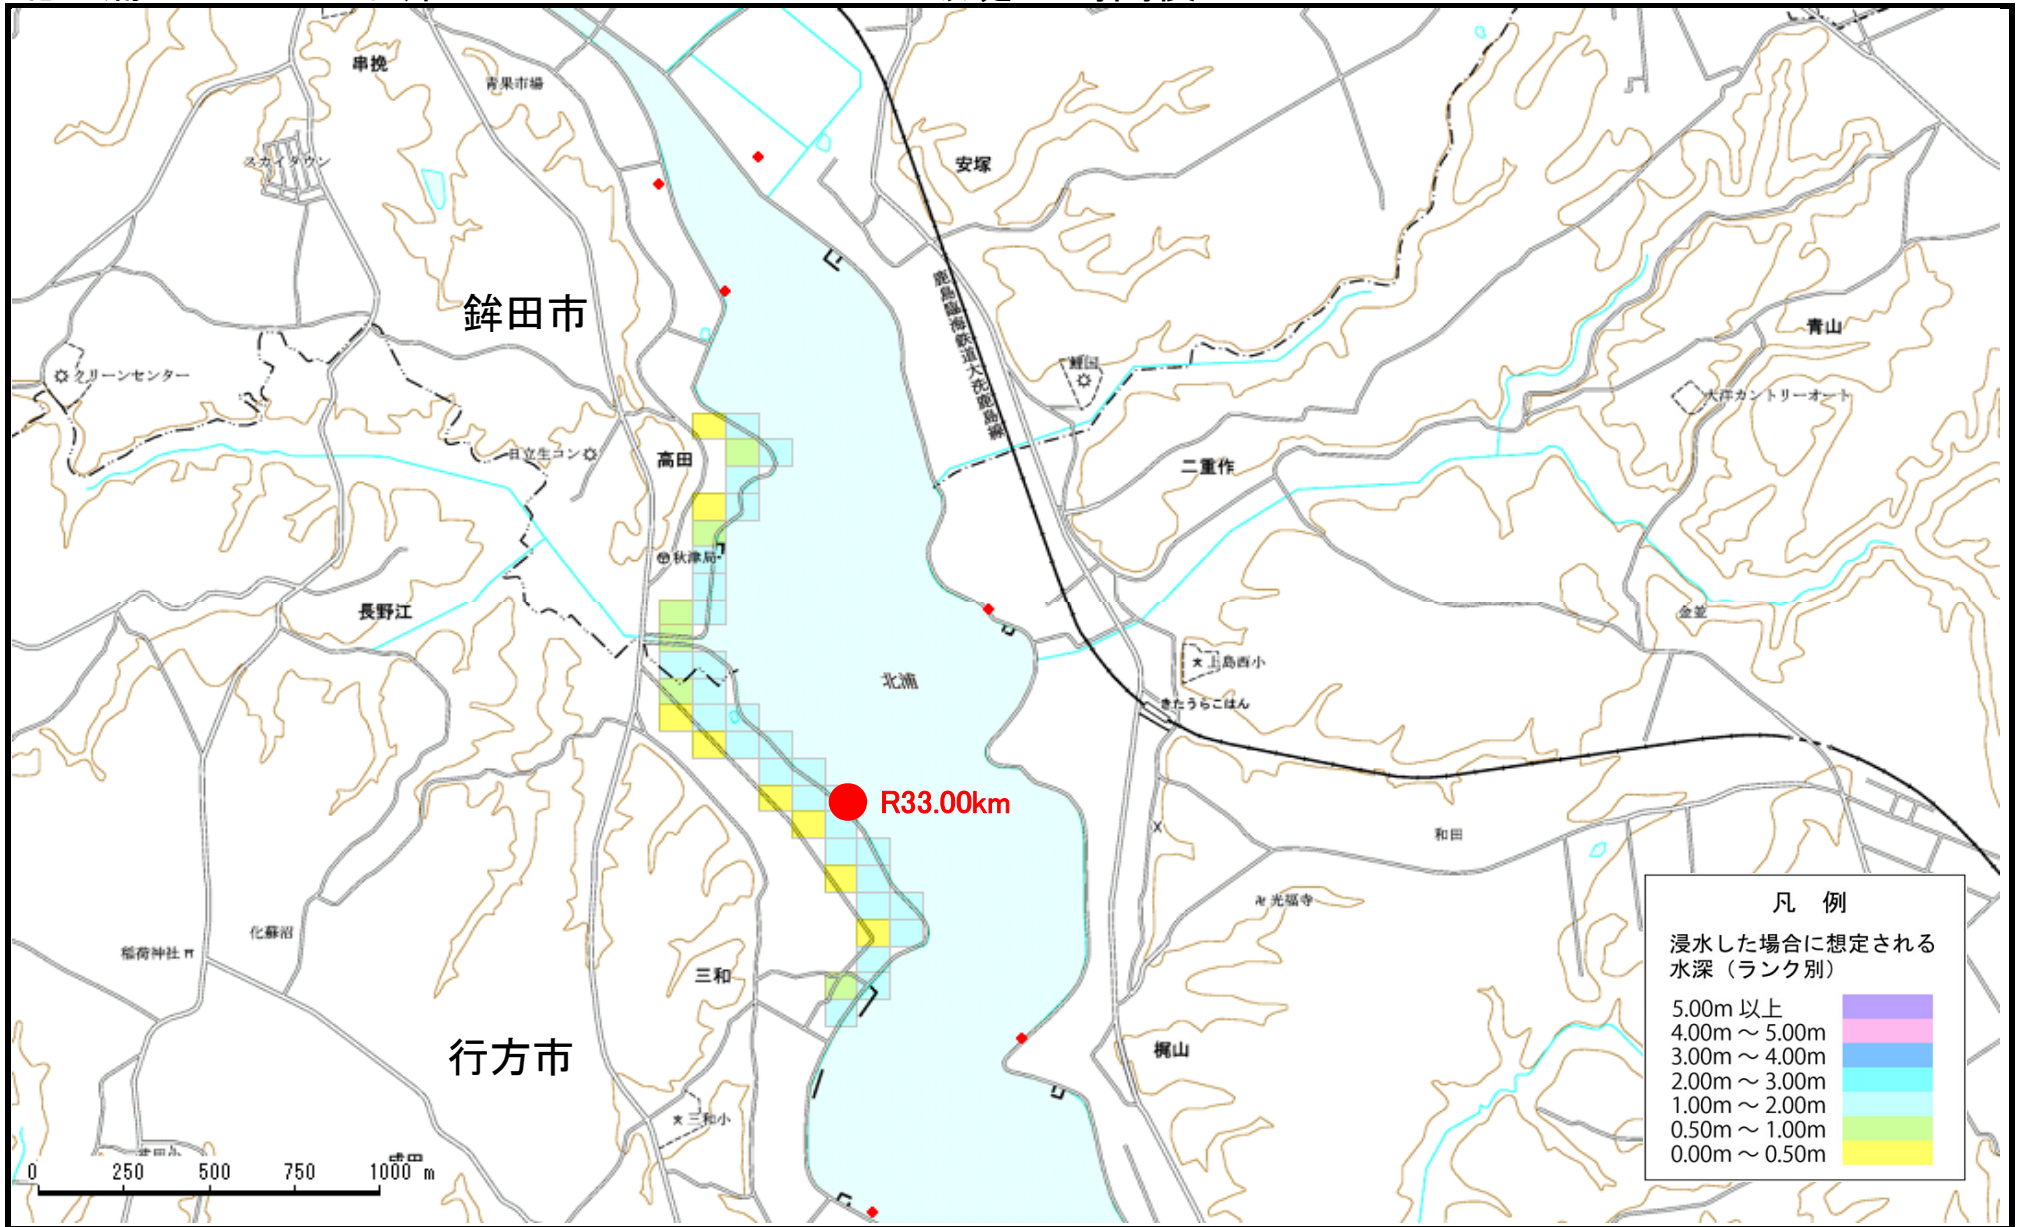 串挽
青果市場
スカイタウン
安塚
鉾田市
鹿島臨海鉄道大洗鹿島線
青山
鯉国
クリーンセンター
大洋カントリーオート
日立生コン
高田
二重作
秋津局
長野江
金並
上島西小
北浦
きたうらこはん
R33.00km
和田
光福寺
化蘇沼
稲荷神社
三和
行方市
梶山
三和小
0 250 500 750 1000 m
凡 例
浸水した場合に想定される
水深（ランク別）
5.00m 以上
4.00m ～ 5.00m
3.00m ～ 4.00m
2.00m ～ 3.00m
1.00m ～ 2.00m
0.50m ～ 1.00m
0.00m ～ 0.50m